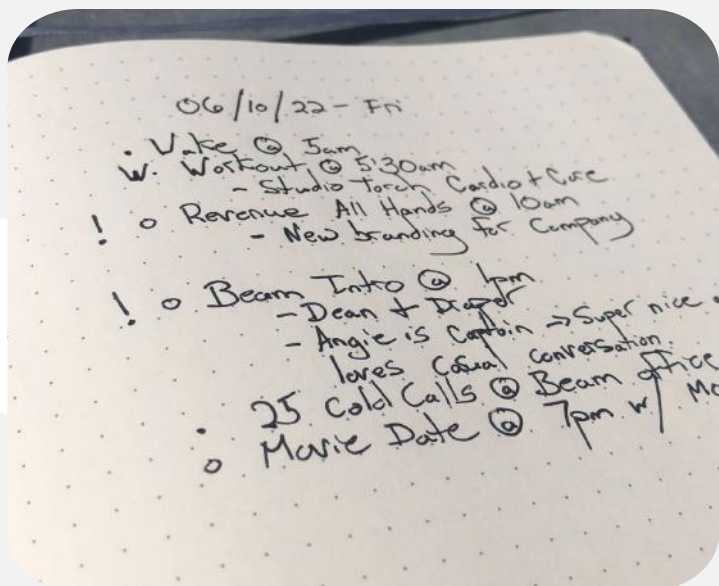 06/10/22 - Fri
• Wake @ 5am
W. Workout @ 5:30am
- Studio Torch Cardio + Core
! o Revenue All Hands @ 10am
- New branding for Company
! o Beam Intro @ 1pm
- Dean + Draper
- Angie is Captain → Super nice
loves Casual conversation
• 25 Cold Calls @ Beam office
o Movie Date @ 7pm w/